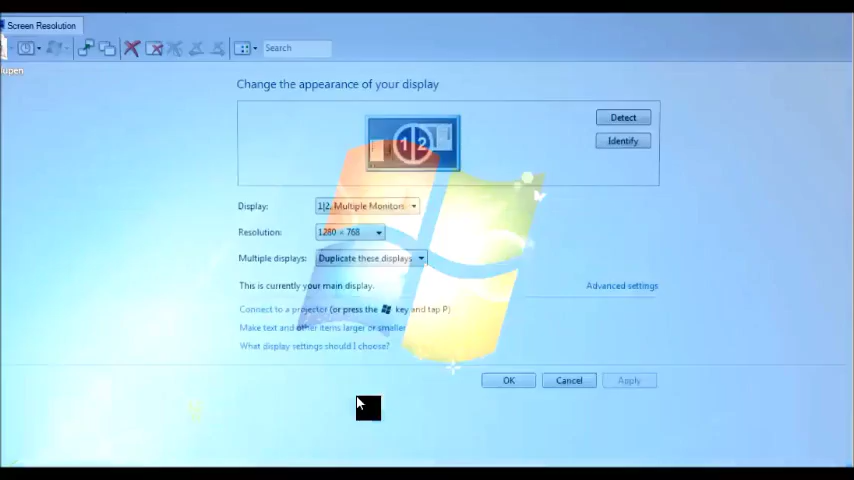 Screen Resolution
Search
lupen
Change the appearance of your display
1 2
Detect
Identify
Display: 1|2. Multiple Monitors
Resolution: 1280 × 768
Multiple displays: Duplicate these displays
This is currently your main display.
Advanced settings
Connect to a projector (or press the key and tap P)
Make text and other items larger or smaller
What display settings should I choose?
OK Cancel Apply